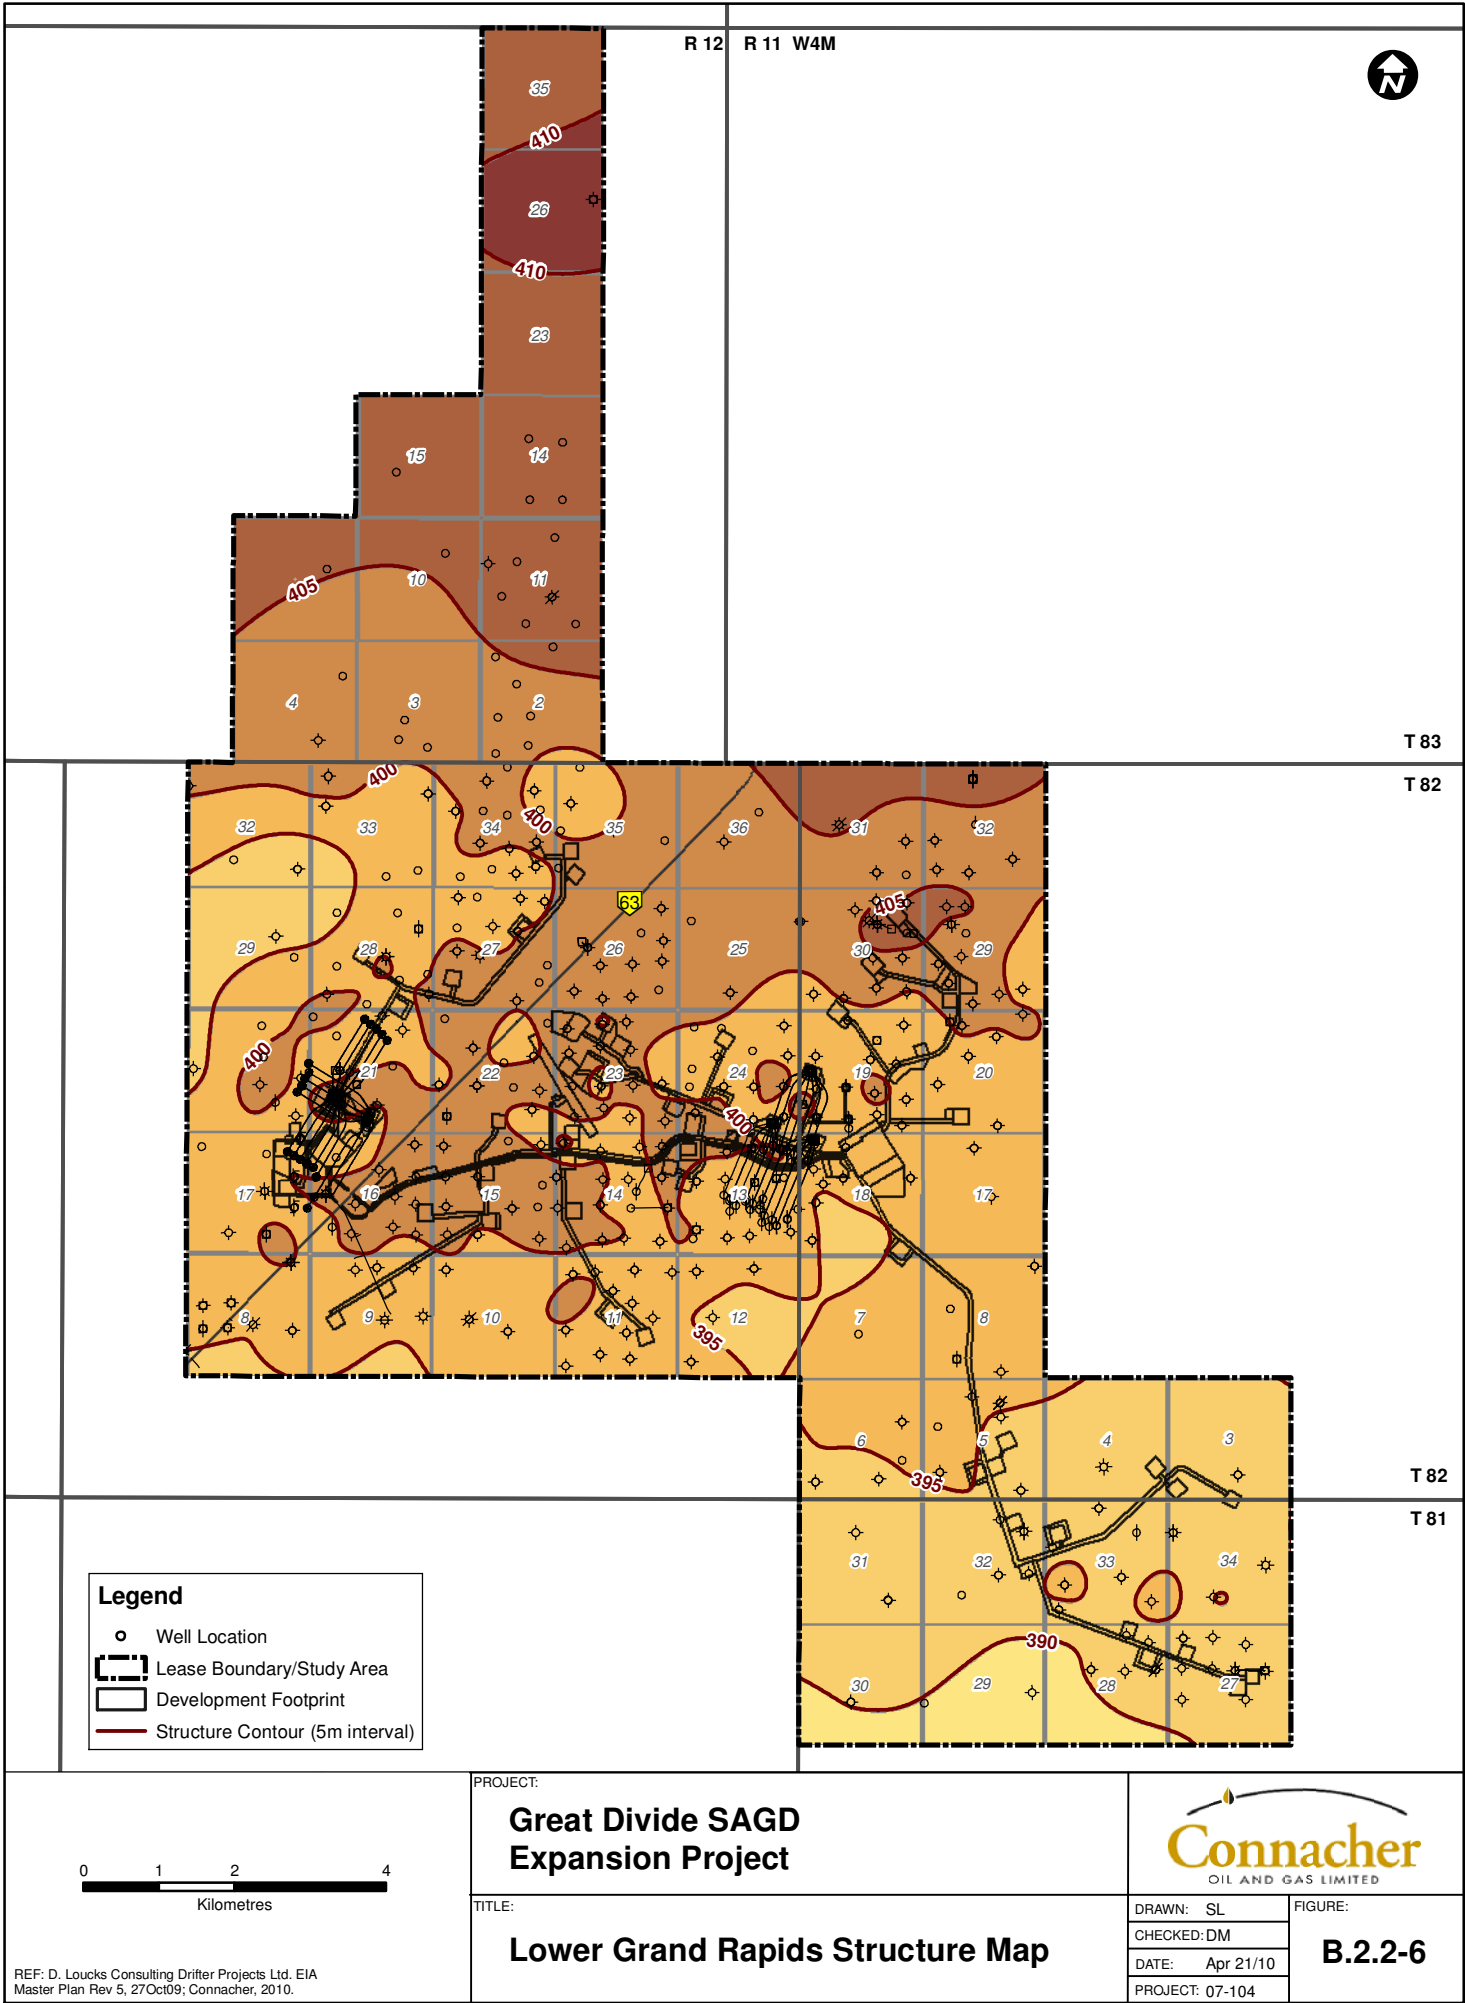 R 12 R 11 W4M
N
35
410
26
410
23
15 14
405 10 11
4 3 2
T 83
T 82
400
32 33 34 400 35 36 31 32
63
405
29 28 27 26 25 30 29
400 21 22 23 24 19 20
400
17 16 15 14 13 18 17
8 9 10 11 12 7 8
395
6 5 4 3
395
T 82
T 81
31 32 33 34
390
30 29 28 27
Legend
Well Location
Lease Boundary/Study Area
Development Footprint
Structure Contour (5m interval)
0 1 2 4
Kilometres
REF: D. Loucks Consulting Drifter Projects Ltd. EIA
Master Plan Rev 5, 27Oct09; Connacher, 2010.
PROJECT:
Great Divide SAGD
Expansion Project
TITLE:
Lower Grand Rapids Structure Map
Connacher
OIL AND GAS LIMITED
DRAWN: SL
CHECKED: DM
DATE: Apr 21/10
PROJECT: 07-104
FIGURE:
B.2.2-6